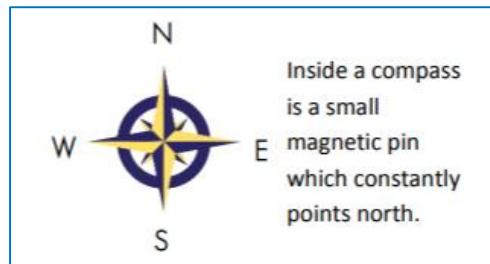 N
W
E
S
Inside a compass
is a small
magnetic pin
which constantly
points north.